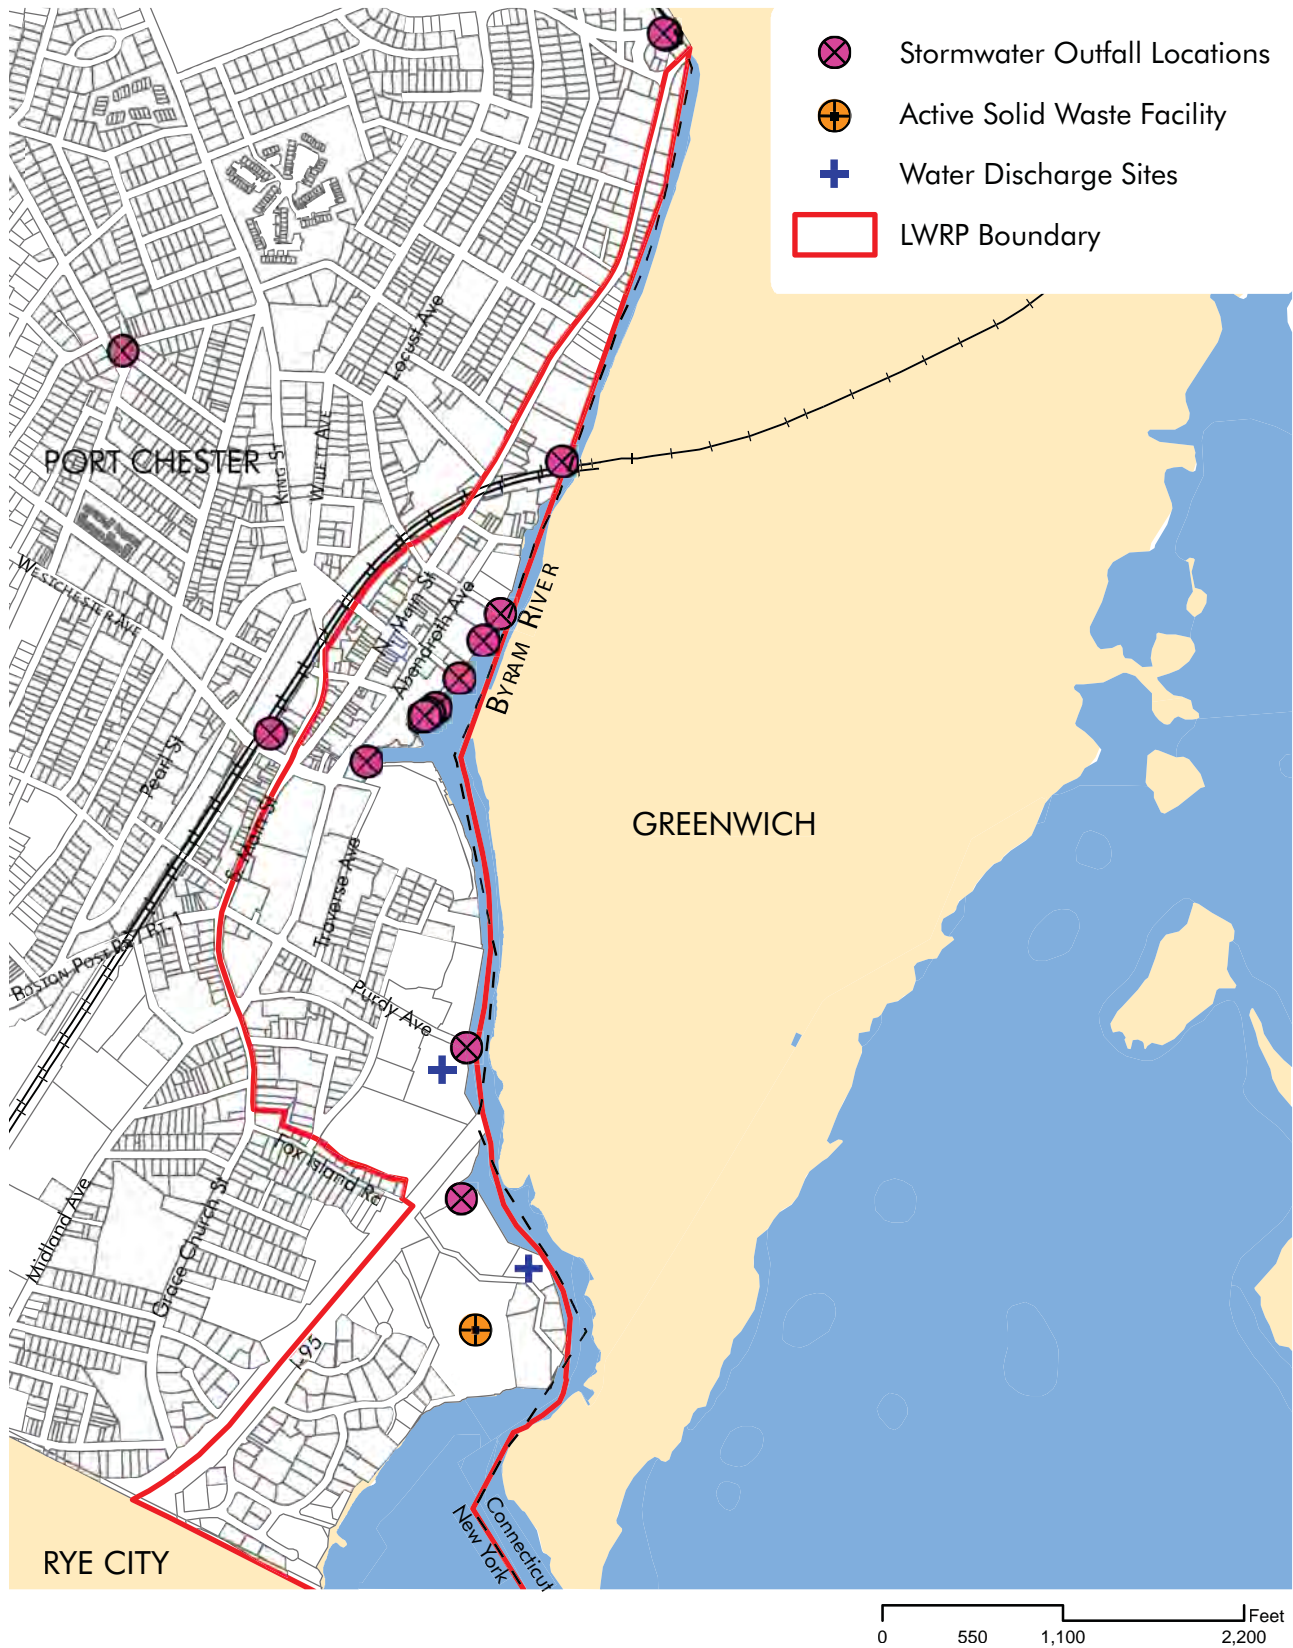 Stormwater Outfall Locations
Active Solid Waste Facility
Water Discharge Sites
LWRP Boundary
Locust Ave
PORT CHESTER
KING ST
WILLETT AVE
WESTCHESTER AVE
N. Main St
Abendroth Ave
BYRAM RIVER
Pearl St
GREENWICH
S. Main St
Traverse Ave
BOSTON POST RD / RT. 1
Purdy Ave
Fox Island Rd
Midland Ave
Grace Church St
I-95
Connecticut
New York
RYE CITY
Feet
0 550 1,100 2,200